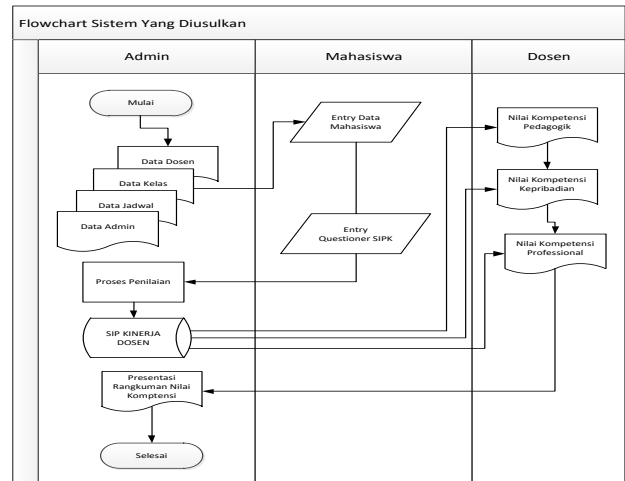 Flowchart Sistem Yang Diusulkan
Admin
Mahasiswa
Dosen
Mulai
Data Dosen
Data Kelas
Data Jadwal
Data Admin
Proses Penilaian
SIP KINERJA
DOSEN
Presentasi
Rangkuman Nilai
Komptensi
Selesai
Entry Data
Mahasiswa
Entry
Questioner SIPK
Nilai Kompetensi
Pedagogik
Nilai Kompetensi
Kepribadian
Nilai Kompetensi
Professional